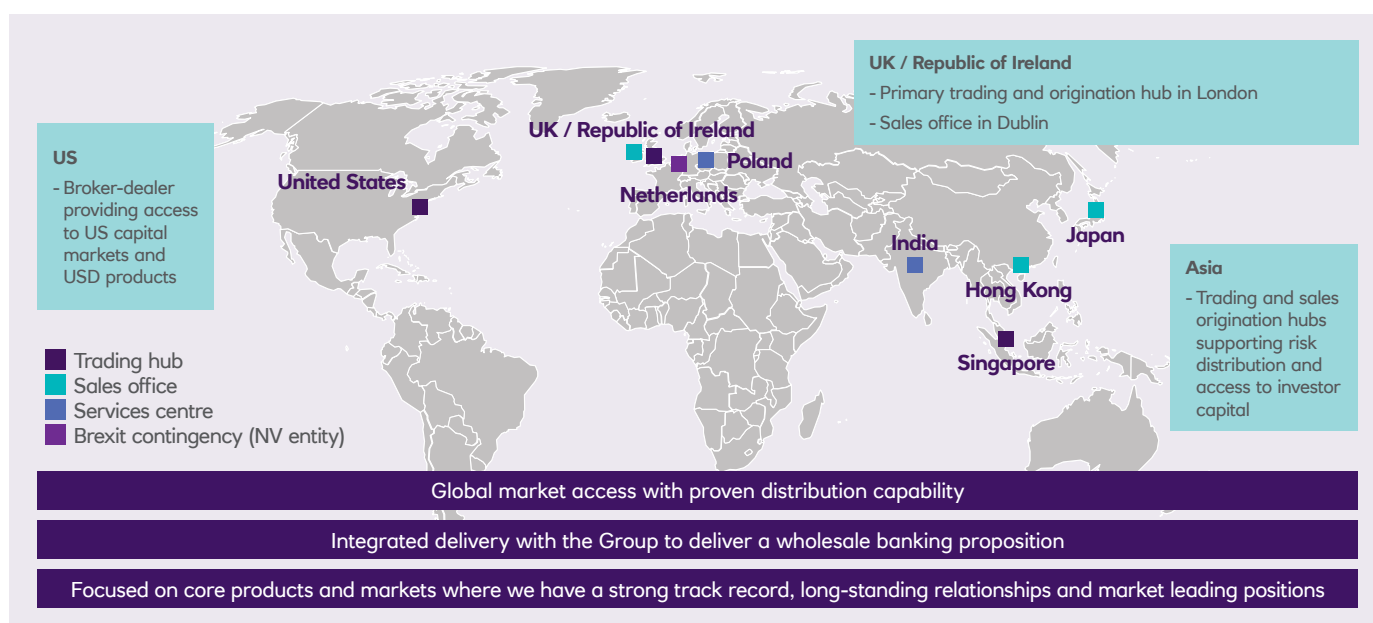 UK / Republic of Ireland
- Primary trading and origination hub in London
- Sales office in Dublin
US
- Broker-dealer
providing access
to US capital
markets and
USD products
UK / Republic of Ireland
United States
Poland
Netherlands
Japan
India
Hong Kong
Singapore
Asia
- Trading and sales
origination hubs
supporting risk
distribution and
access to investor
capital
Trading hub
Sales office
Services centre
Brexit contingency (NV entity)
Global market access with proven distribution capability
Integrated delivery with the Group to deliver a wholesale banking proposition
Focused on core products and markets where we have a strong track record, long-standing relationships and market leading positions